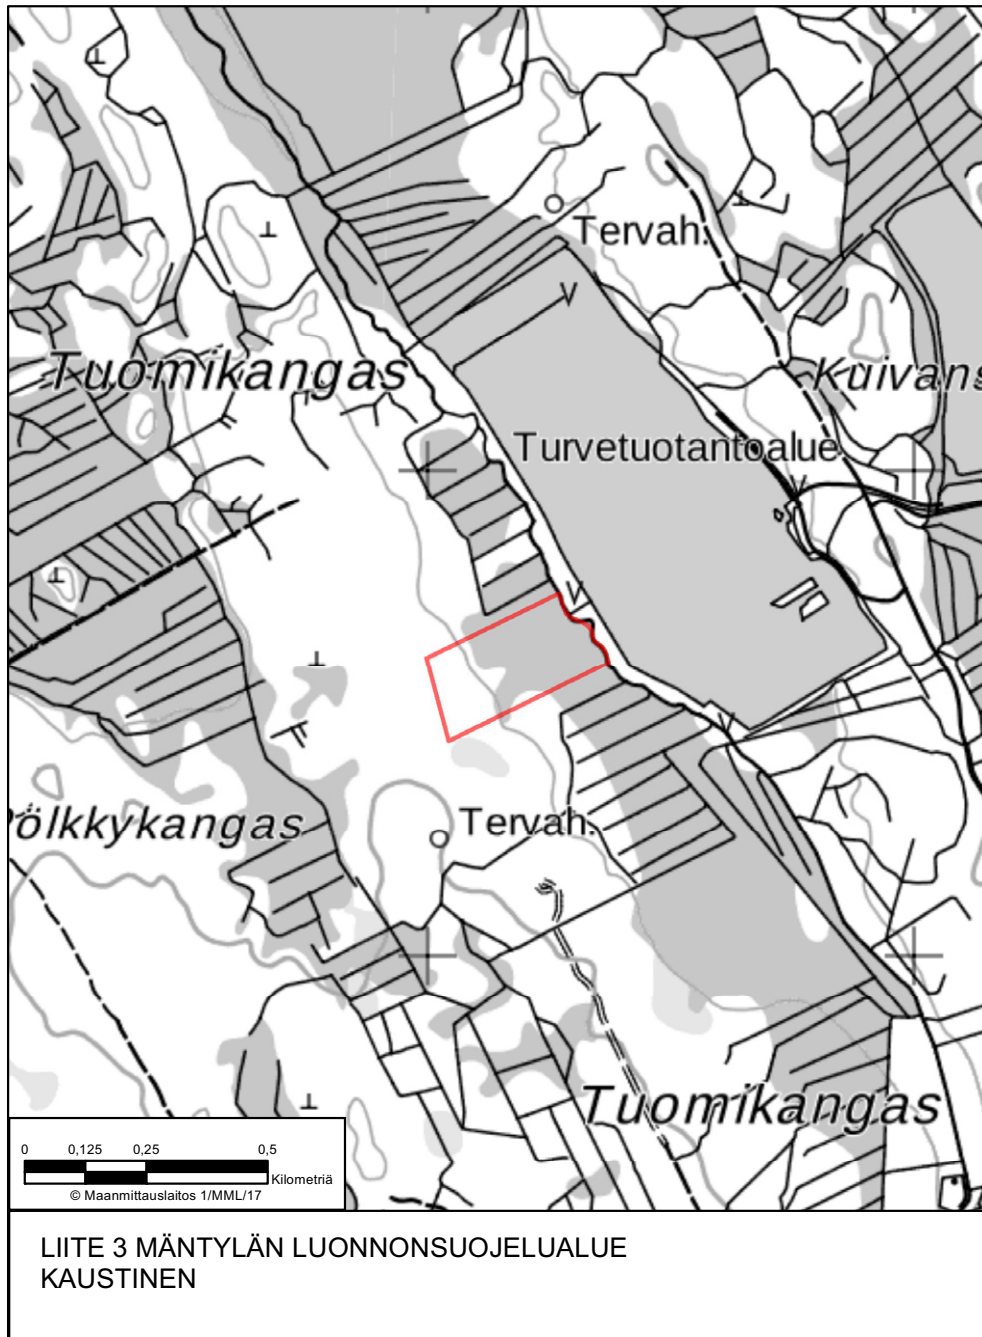 Tervah.
Tuomikangas
Kuivans
Turvetuotantoalue
ölkkykangas
Tervah.
Tuomikangas
0 0,125 0,25 0,5
Kilometriä
© Maanmittauslaitos 1/MML/17
LIITE 3 MÄNTYLÄN LUONNONSUOJELUALUE
KAUSTINEN